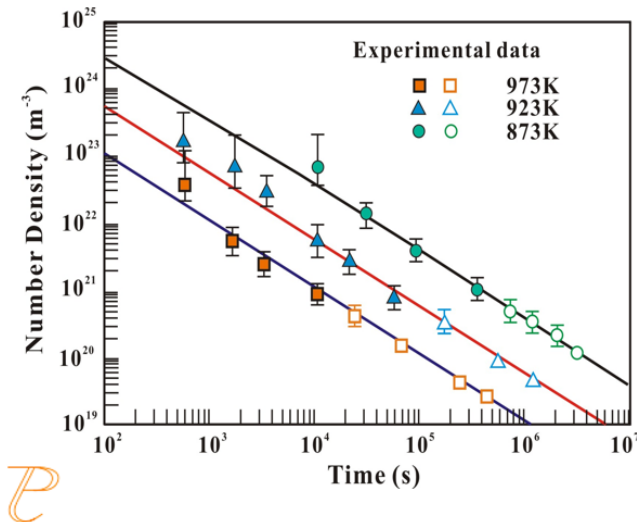 10²⁵
10²⁴
10²³
10²²
10²¹
10²⁰
10¹⁹
Number Density (m⁻³)
Experimental data
973K
923K
873K
10² 10³ 10⁴ 10⁵ 10⁶ 10⁷
Time (s)